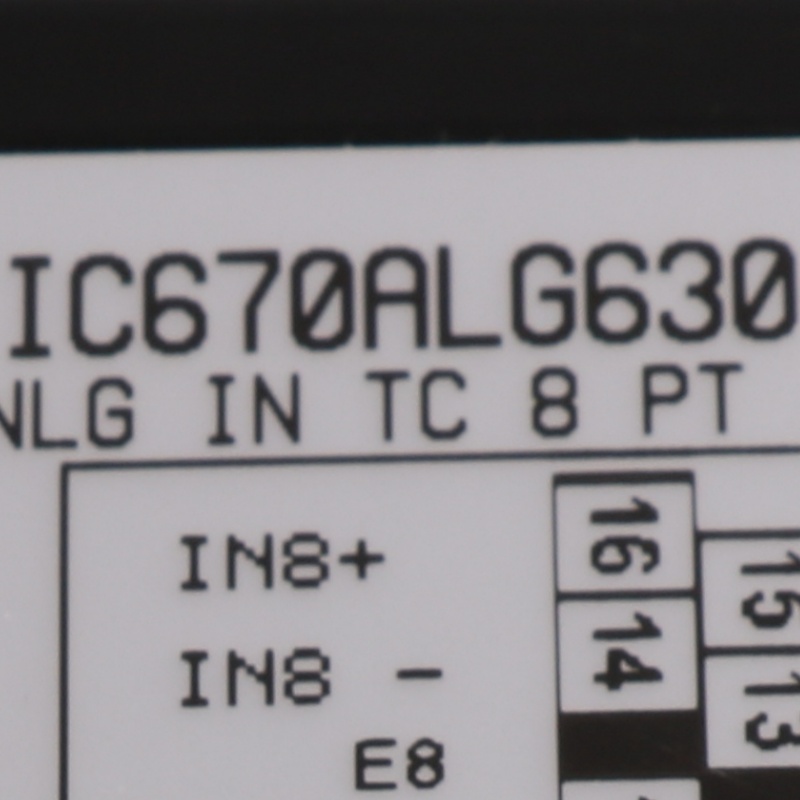 IC670ALG630
NLG IN TC 8 PT
IN8+
16
15
IN8 -
14
13
E8